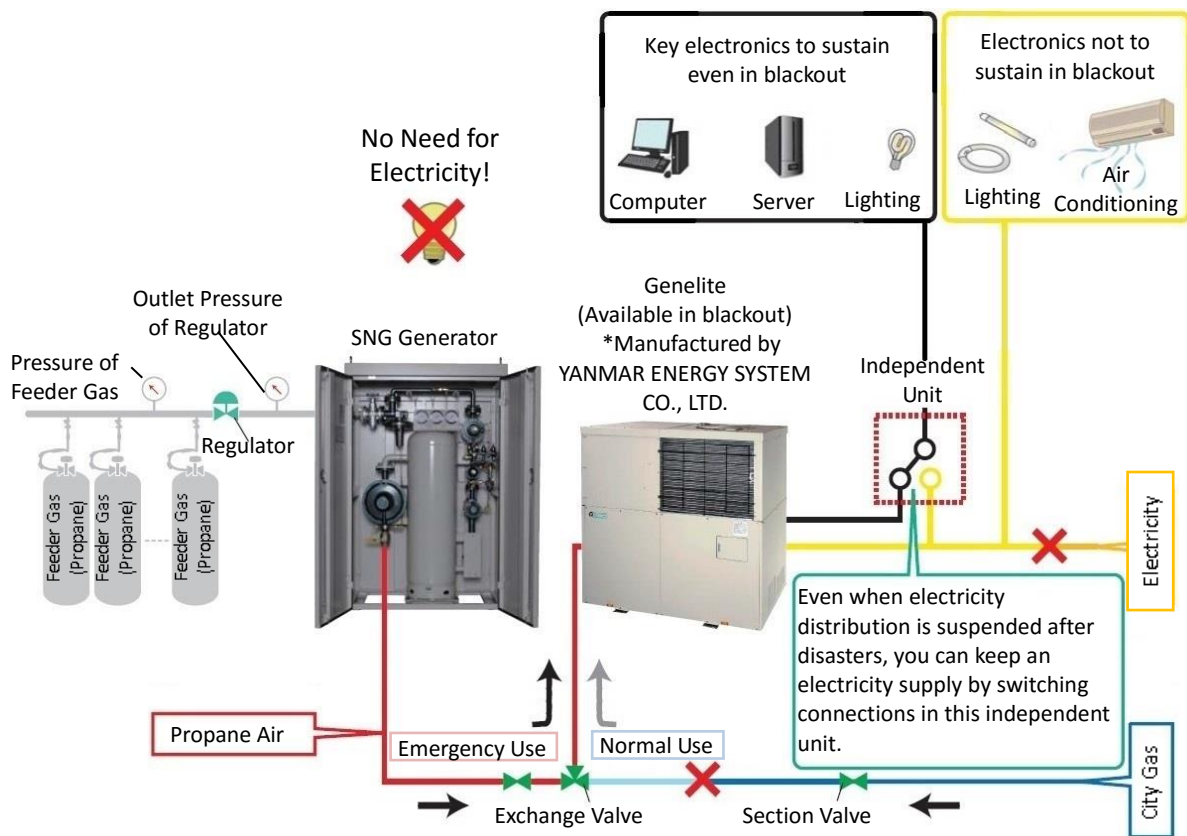 Key electronics to sustain
even in blackout
Computer
Server
Lighting
Electronics not to
sustain in blackout
Lighting
Air
Conditioning
No Need for
Electricity!
Outlet Pressure
of Regulator
Pressure of
Feeder Gas
Regulator
SNG Generator
Genelite
(Available in blackout)
*Manufactured by
YANMAR ENERGY SYSTEM
CO., LTD.
Independent
Unit
Feeder Gas
(Propane)
Feeder Gas
(Propane)
Feeder Gas
(Propane)
Electricity
Even when electricity
distribution is suspended after
disasters, you can keep an
electricity supply by switching
connections in this independent
unit.
Propane Air
Emergency Use
Normal Use
Exchange Valve
Section Valve
City Gas